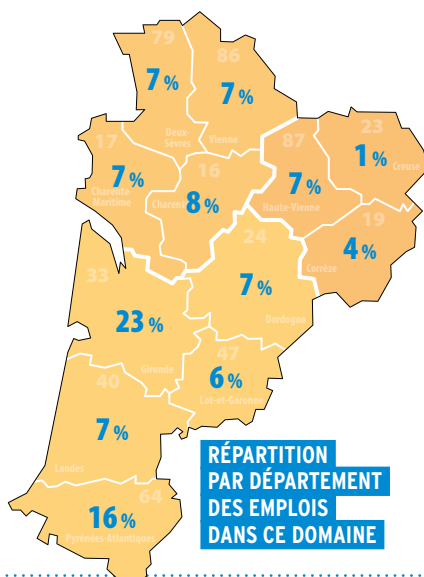 79
7 %
Deux-
Sèvres
86
7 %
Vienne
17
7 %
Charente
Maritime
16
8 %
87
7 %
Haute-Vienne
23
1 %
Creuse
19
4 %
Corrèze
24
7 %
Dordogne
33
23 %
Gironde
47
6 %
Lot-et-Garonne
40
7 %
Landes
64
16 %
Pyrénées-Atlantiques
RÉPARTITION
PAR DÉPARTEMENT
DES EMPLOIS
DANS CE DOMAINE